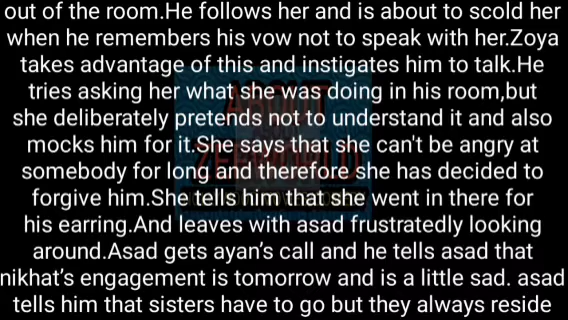 out of the room.He follows her and is about to scold her
when he remembers his vow not to speak with her.Zoya
takes advantage of this and instigates him to talk.He
tries asking her what she was doing in his room,but
she deliberately pretends not to understand it and also
mocks him for it.She says that she can't be angry at
somebody for long and therefore she has decided to
forgive him.She tells him that she went in there for
his earring.And leaves with asad frustratedly looking
around.Asad gets ayan’s call and he tells asad that
nikhat’s engagement is tomorrow and is a little sad. asad
tells him that sisters have to go but they always reside